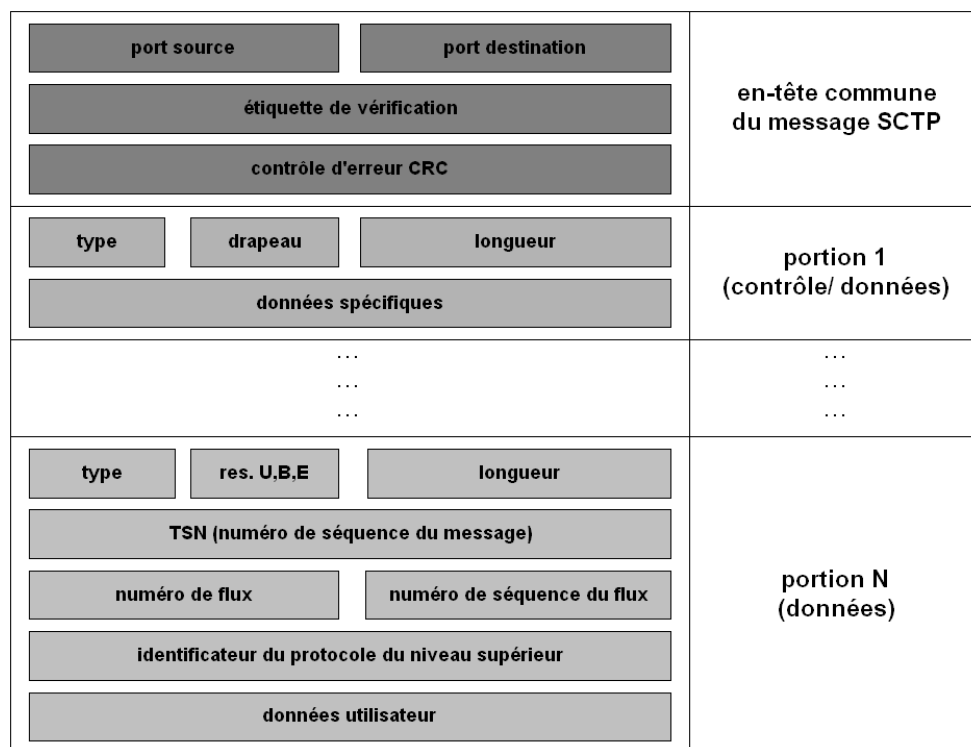 port source
port destination
étiquette de vérification
contrôle d'erreur CRC
en-tête commune
du message SCTP
type
drapeau
longueur
données spécifiques
portion 1
(contrôle/ données)
...
...
...
...
...
...
type
res. U,B,E
longueur
TSN (numéro de séquence du message)
numéro de flux
numéro de séquence du flux
identificateur du protocole du niveau supérieur
données utilisateur
portion N
(données)